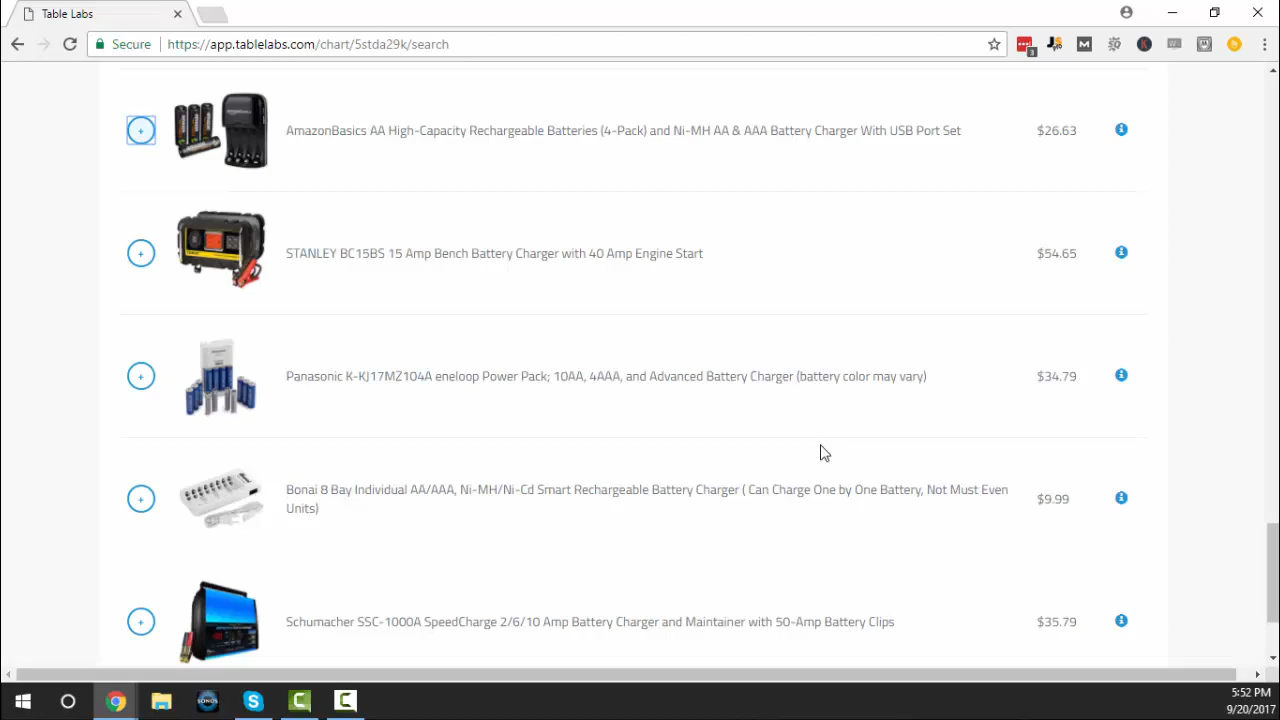 Table Labs
Secure
https://app.tablelabs.com/chart/5stda29k/search
3
AmazonBasics AA High-Capacity Rechargeable Batteries (4-Pack) and Ni-MH AA & AAA Battery Charger With USB Port Set
$26.63
STANLEY BC15BS 15 Amp Bench Battery Charger with 40 Amp Engine Start
$54.65
Panasonic K-KJ17MZ104A eneloop Power Pack; 10AA, 4AAA, and Advanced Battery Charger (battery color may vary)
$34.79
Bonai 8 Bay Individual AA/AAA, Ni-MH/Ni-Cd Smart Rechargeable Battery Charger ( Can Charge One by One Battery, Not Must Even
Units)
$9.99
Schumacher SSC-1000A SpeedCharge 2/6/10 Amp Battery Charger and Maintainer with 50-Amp Battery Clips
$35.79
SONOS
5:52 PM
9/20/2017